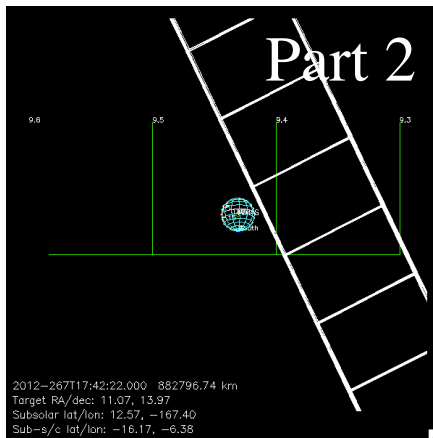 Part 2
9.6 9.5 9.4 9.3
2012-267T17:42:22.000 882796.74 km
Target RA/dec: 11.07, 13.97
Subsolar lat/lon: 12.57, -167.40
Sub-s/c lat/lon: -16.17, -6.38